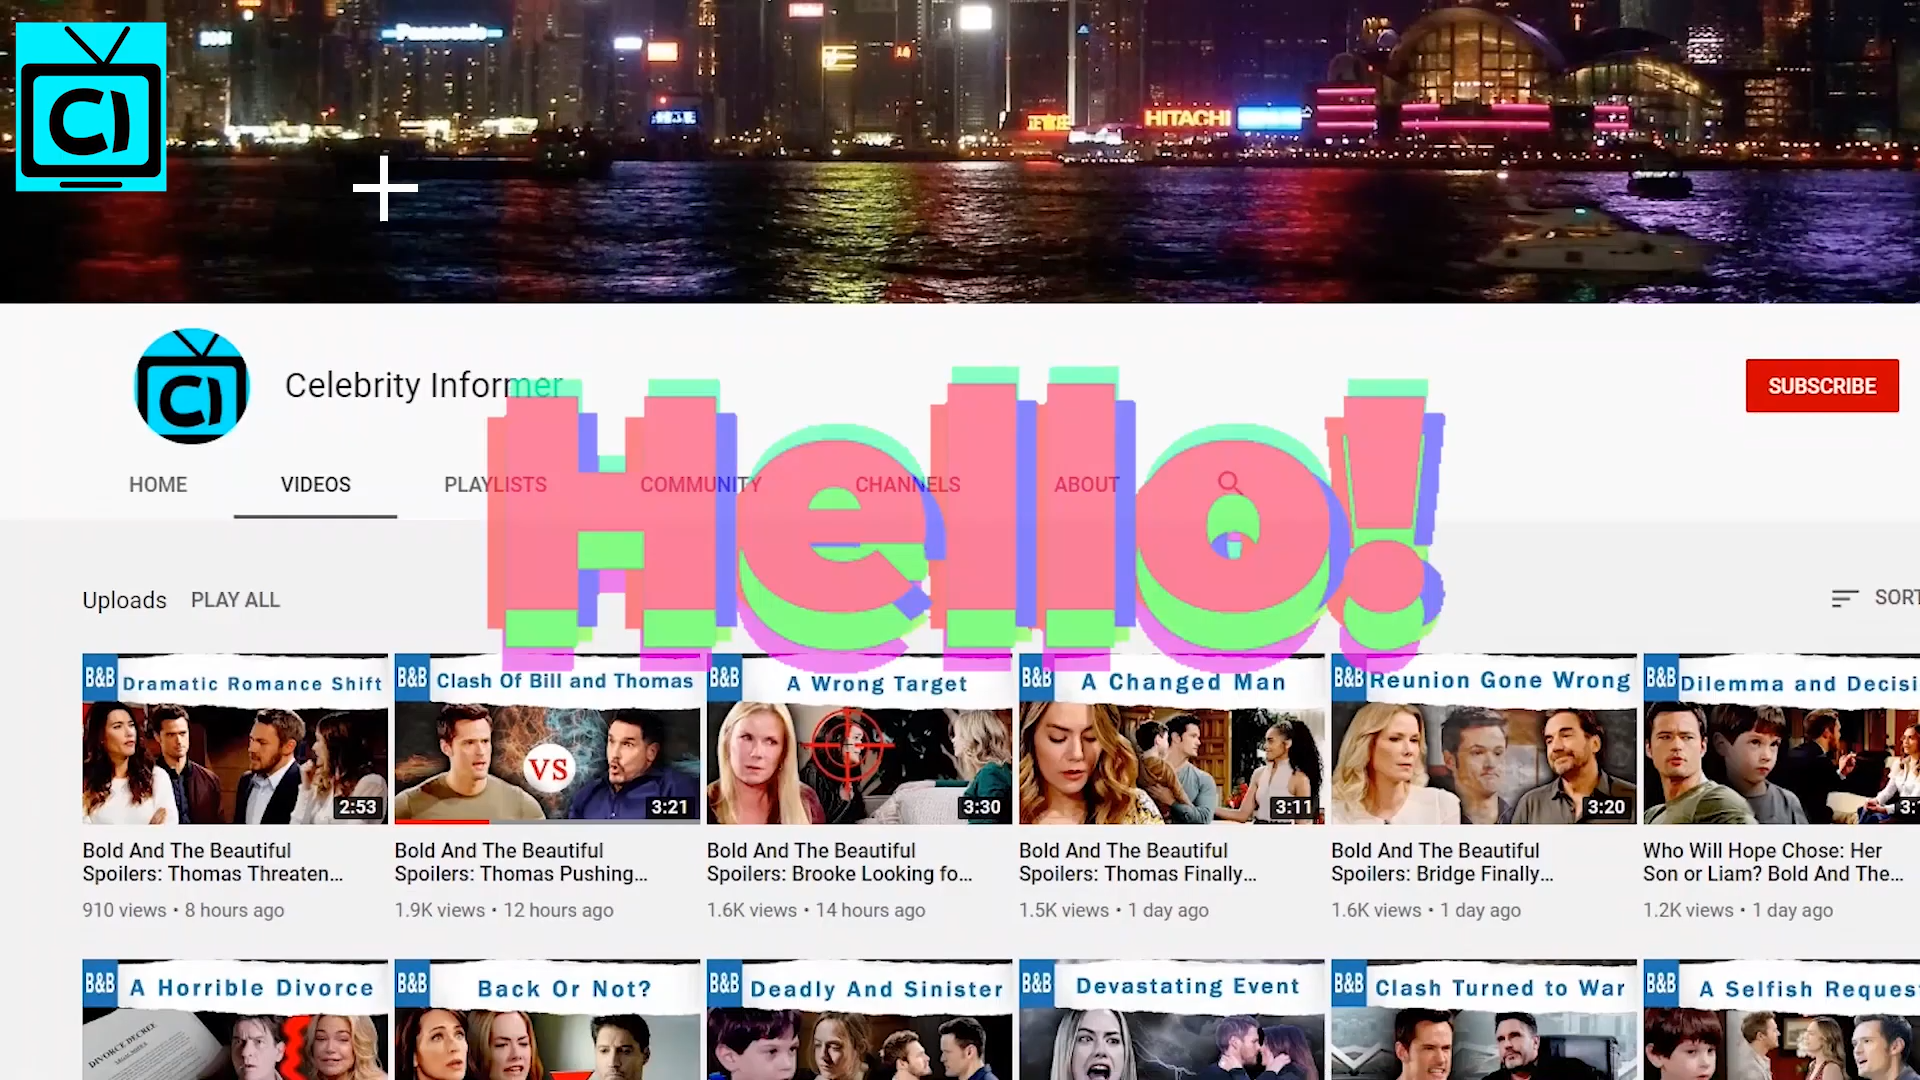 Panasonic
正官庄
HITACHI
CI
CI
Celebrity Informer
SUBSCRIBE
Hello!
HOME
VIDEOS
PLAYLISTS
COMMUNITY
CHANNELS
ABOUT
Uploads
PLAY ALL
SORT
B&B
Dramatic Romance Shift
2:53
B&B
Clash Of Bill and Thomas
VS
3:21
B&B
A Wrong Target
3:30
B&B
A Changed Man
3:11
B&B
Reunion Gone Wrong
3:20
B&B
Dilemma and Decisi
3:
Bold And The Beautiful
Spoilers: Thomas Threaten...
910 views • 8 hours ago
Bold And The Beautiful
Spoilers: Thomas Pushing...
1.9K views • 12 hours ago
Bold And The Beautiful
Spoilers: Brooke Looking fo...
1.6K views • 14 hours ago
Bold And The Beautiful
Spoilers: Thomas Finally...
1.5K views • 1 day ago
Bold And The Beautiful
Spoilers: Bridge Finally...
1.6K views • 1 day ago
Who Will Hope Chose: Her
Son or Liam? Bold And The...
1.2K views • 1 day ago
B&B
A Horrible Divorce
DIVORCE DECREE
B&B
Back Or Not?
B&B
Deadly And Sinister
B&B
Devastating Event
B&B
Clash Turned to War
B&B
A Selfish Reques